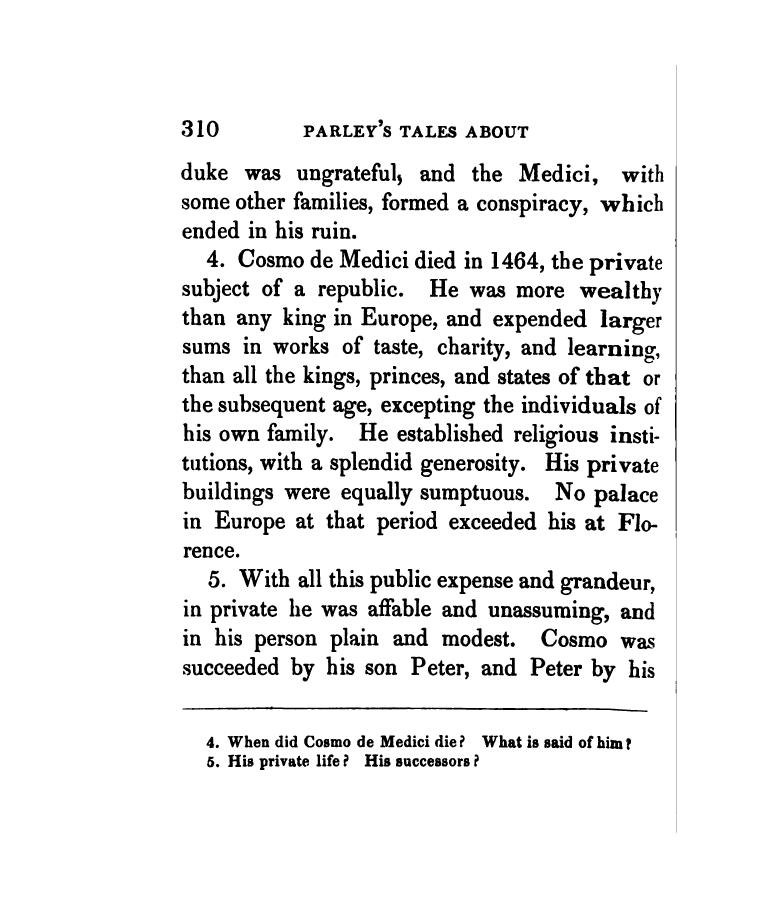 310 PARLEY'S TALES ABOUT
duke was ungrateful, and the Medici, with
some other families, formed a conspiracy, which
ended in his ruin.
4. Cosmo de Medici died in 1464, the private
subject of a republic. He was more wealthy
than any king in Europe, and expended larger
sums in works of taste, charity, and learning,
than all the kings, princes, and states of that or
the subsequent age, excepting the individuals of
his own family. He established religious insti-
tutions, with a splendid generosity. His private
buildings were equally sumptuous. No palace
in Europe at that period exceeded his at Flo-
rence.
5. With all this public expense and grandeur,
in private he was affable and unassuming, and
in his person plain and modest. Cosmo was
succeeded by his son Peter, and Peter by his
4. When did Cosmo de Medici die? What is said of him?
5. His private life? His successors?